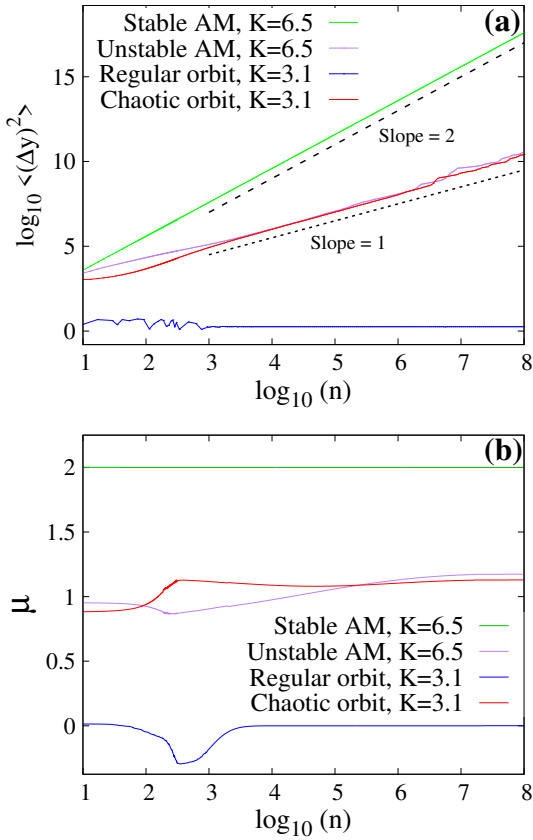 (a)
Stable AM, K=6.5
Unstable AM, K=6.5
Regular orbit, K=3.1
Chaotic orbit, K=3.1
Slope = 2
Slope = 1
log₁₀ <(Δy)²>
15
10
5
0
1 2 3 4 5 6 7 8
log₁₀ (n)
(b)
2
1.5
1
0.5
0
μ
Stable AM, K=6.5
Unstable AM, K=6.5
Regular orbit, K=3.1
Chaotic orbit, K=3.1
1 2 3 4 5 6 7 8
log₁₀ (n)